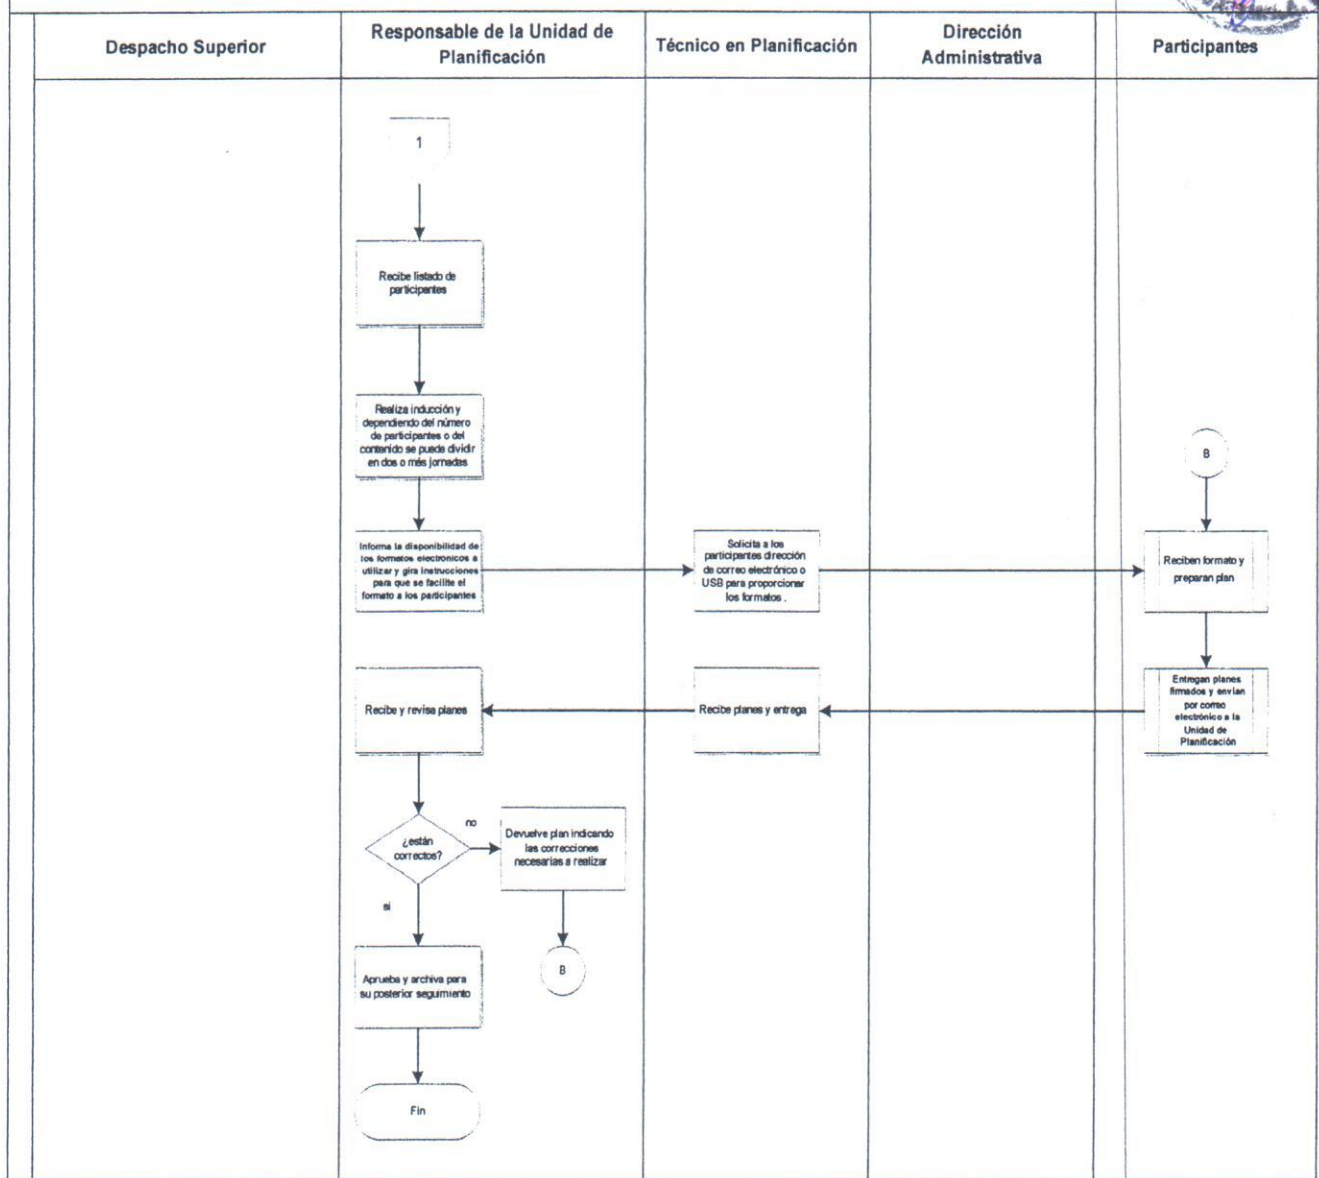 Despacho Superior
Responsable de la Unidad de
Planificación
Técnico en Planificación
Dirección
Administrativa
Participantes
1
Recibe listado de
participantes
Realiza inducción y
dependiendo del número
de participantes o del
contenido se puede dividir
en dos o más jornadas
B
Informa la disponibilidad de
los formatos electronicos a
utilizar y gira instrucciones
para que se facilite el
formato a los participantes
Solicita a los
participantes dirección
de correo electrónico o
USB para proporcionar
los formatos .
Reciben formato y
preparan plan
Recibe y revisa planes
Recibe planes y entrega
Entregan planes
firmados y envían
por correo
electrónico a la
Unidad de
Planificación
¿están
correctos?
no
Devuelve plan indicando
las correcciones
necesarias a realizar
si
Aprueba y archiva para
su posterior seguimiento
B
Fin